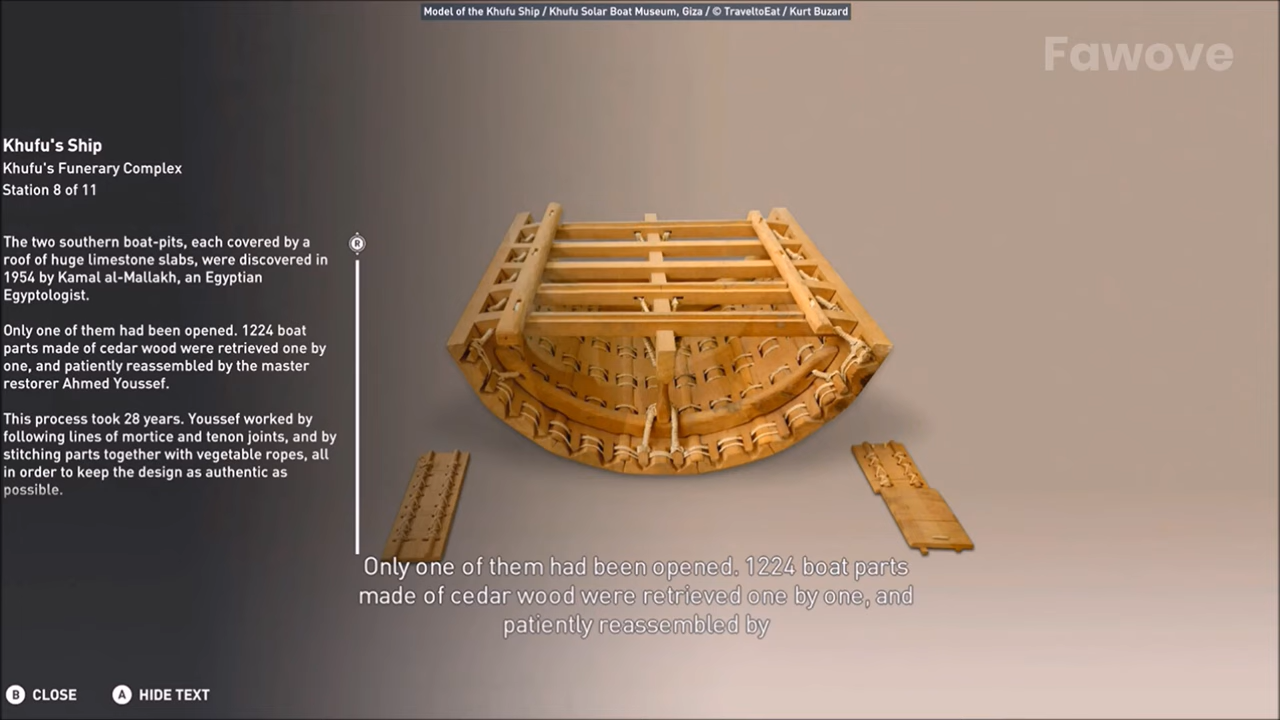 Model of the Khufu Ship / Khufu Solar Boat Museum, Giza / © TraveltoEat / Kurt Buzard
Fawove
Khufu's Ship
Khufu's Funerary Complex
Station 8 of 11
The two southern boat-pits, each covered by a
roof of huge limestone slabs, were discovered in
1954 by Kamal al-Mallakh, an Egyptian
Egyptologist.
Only one of them had been opened. 1224 boat
parts made of cedar wood were retrieved one by
one, and patiently reassembled by the master
restorer Ahmed Youssef.
This process took 28 years. Youssef worked by
following lines of mortice and tenon joints, and by
stitching parts together with vegetable ropes, all
in order to keep the design as authentic as
possible.
R
Only one of them had been opened. 1224 boat parts
made of cedar wood were retrieved one by one, and
patiently reassembled by
B CLOSE A HIDE TEXT